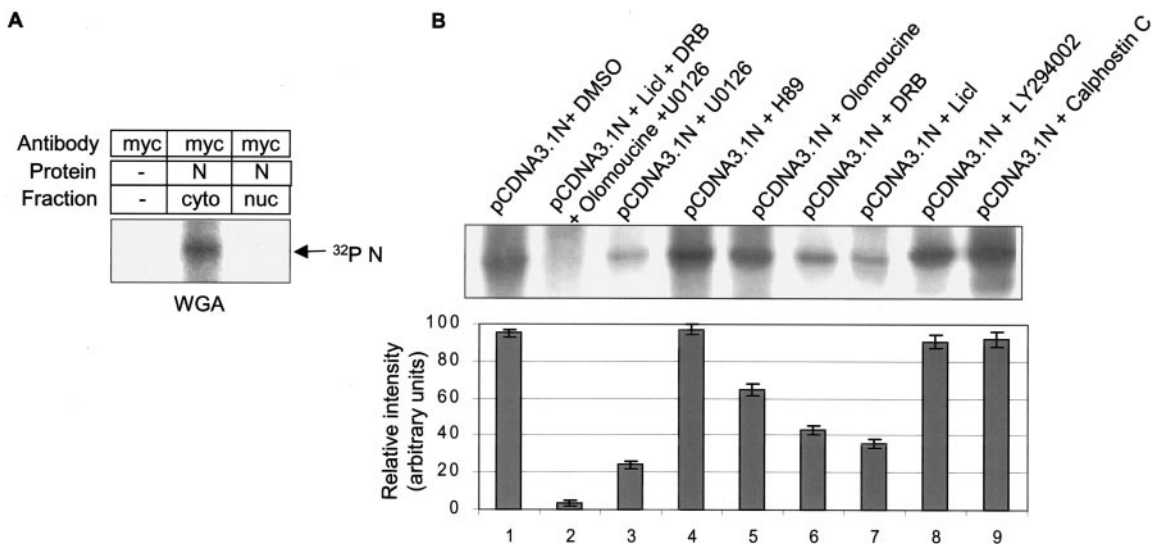 A
Antibody myc myc myc
Protein - N N
Fraction - cyto nuc
32P N
WGA
B
pCDNA3.1N+ DMSO
pCDNA3.1N + Licl + DRB
+ Olomoucine +U0126
pCDNA3.1N + U0126
pCDNA3.1N + H89
pCDNA3.1N + Olomoucine
pCDNA3.1N + DRB
pCDNA3.1N + Licl
pCDNA3.1N + LY294002
pCDNA3.1N + Calphostin C
Relative intensity
(arbitrary units)
100
80
60
40
20
0
1 2 3 4 5 6 7 8 9